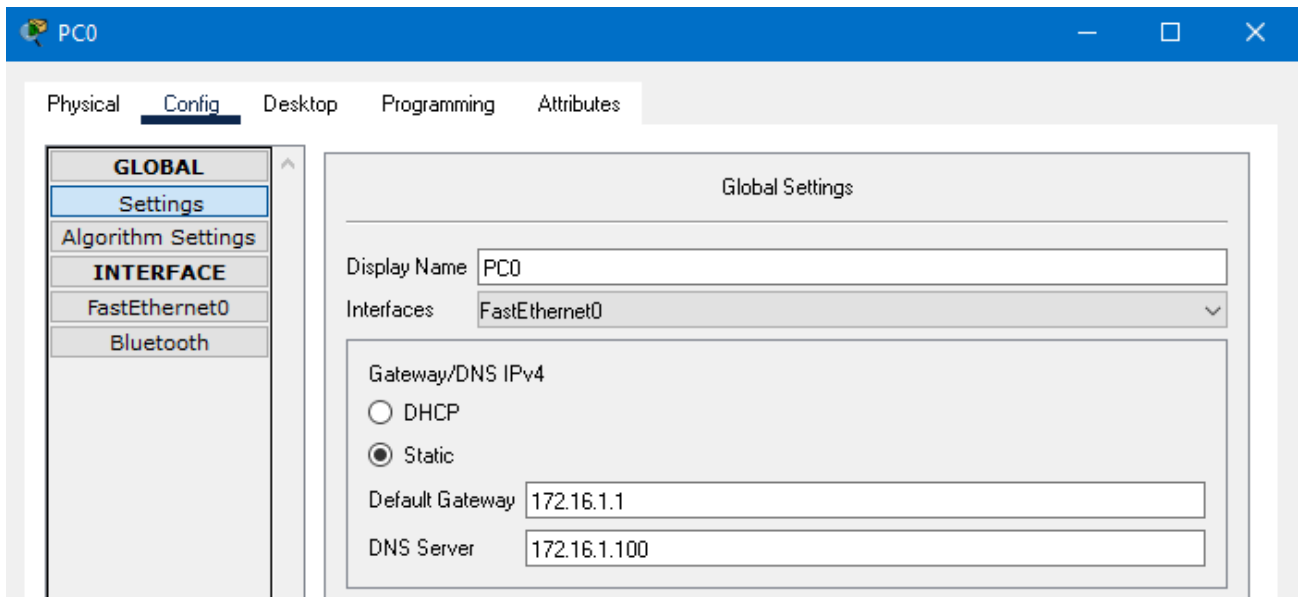 PC0
Physical Config Desktop Programming Attributes
GLOBAL
Settings
Algorithm Settings
INTERFACE
FastEthernet0
Bluetooth
Global Settings
Display Name PC0
Interfaces FastEthernet0
Gateway/DNS IPv4
DHCP
Static
Default Gateway 172.16.1.1
DNS Server 172.16.1.100